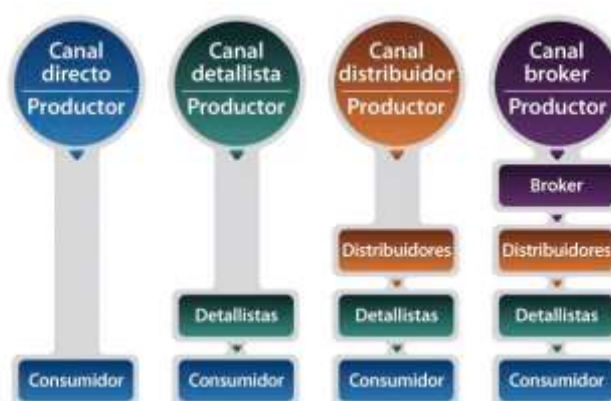 Canal
directo
Productor
Consumidor
Canal
detallista
Productor
Detallistas
Consumidor
Canal
distribuidor
Productor
Distribuidores
Detallistas
Consumidor
Canal
broker
Productor
Broker
Distribuidores
Detallistas
Consumidor